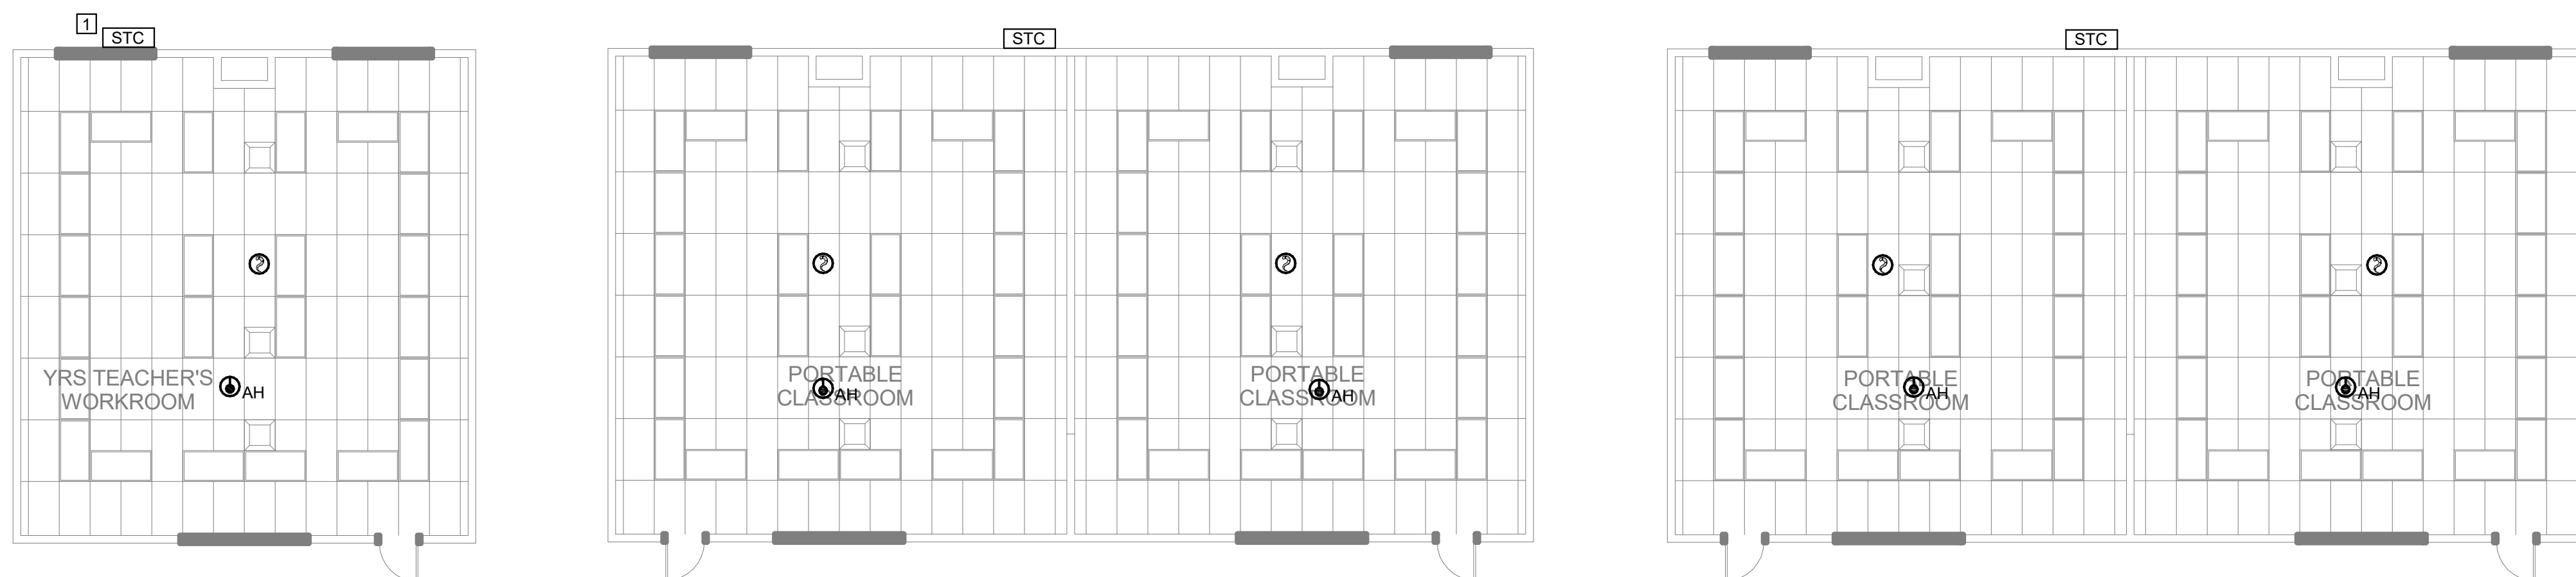 1
STC
STC
STC
YRS TEACHER'S
WORKROOM
AH
PORTABLE
CLASSROOM
AH
PORTABLE
CLASSROOM
AH
PORTABLE
CLASSROOM
AH
PORTABLE
CLASSROOM
AH